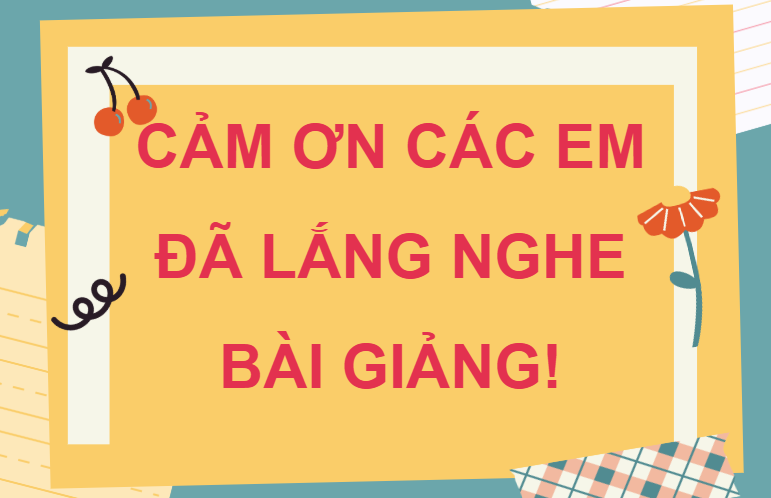 CẢM ƠN CÁC EM
ĐÃ LẮNG NGHE
BÀI GIẢNG!